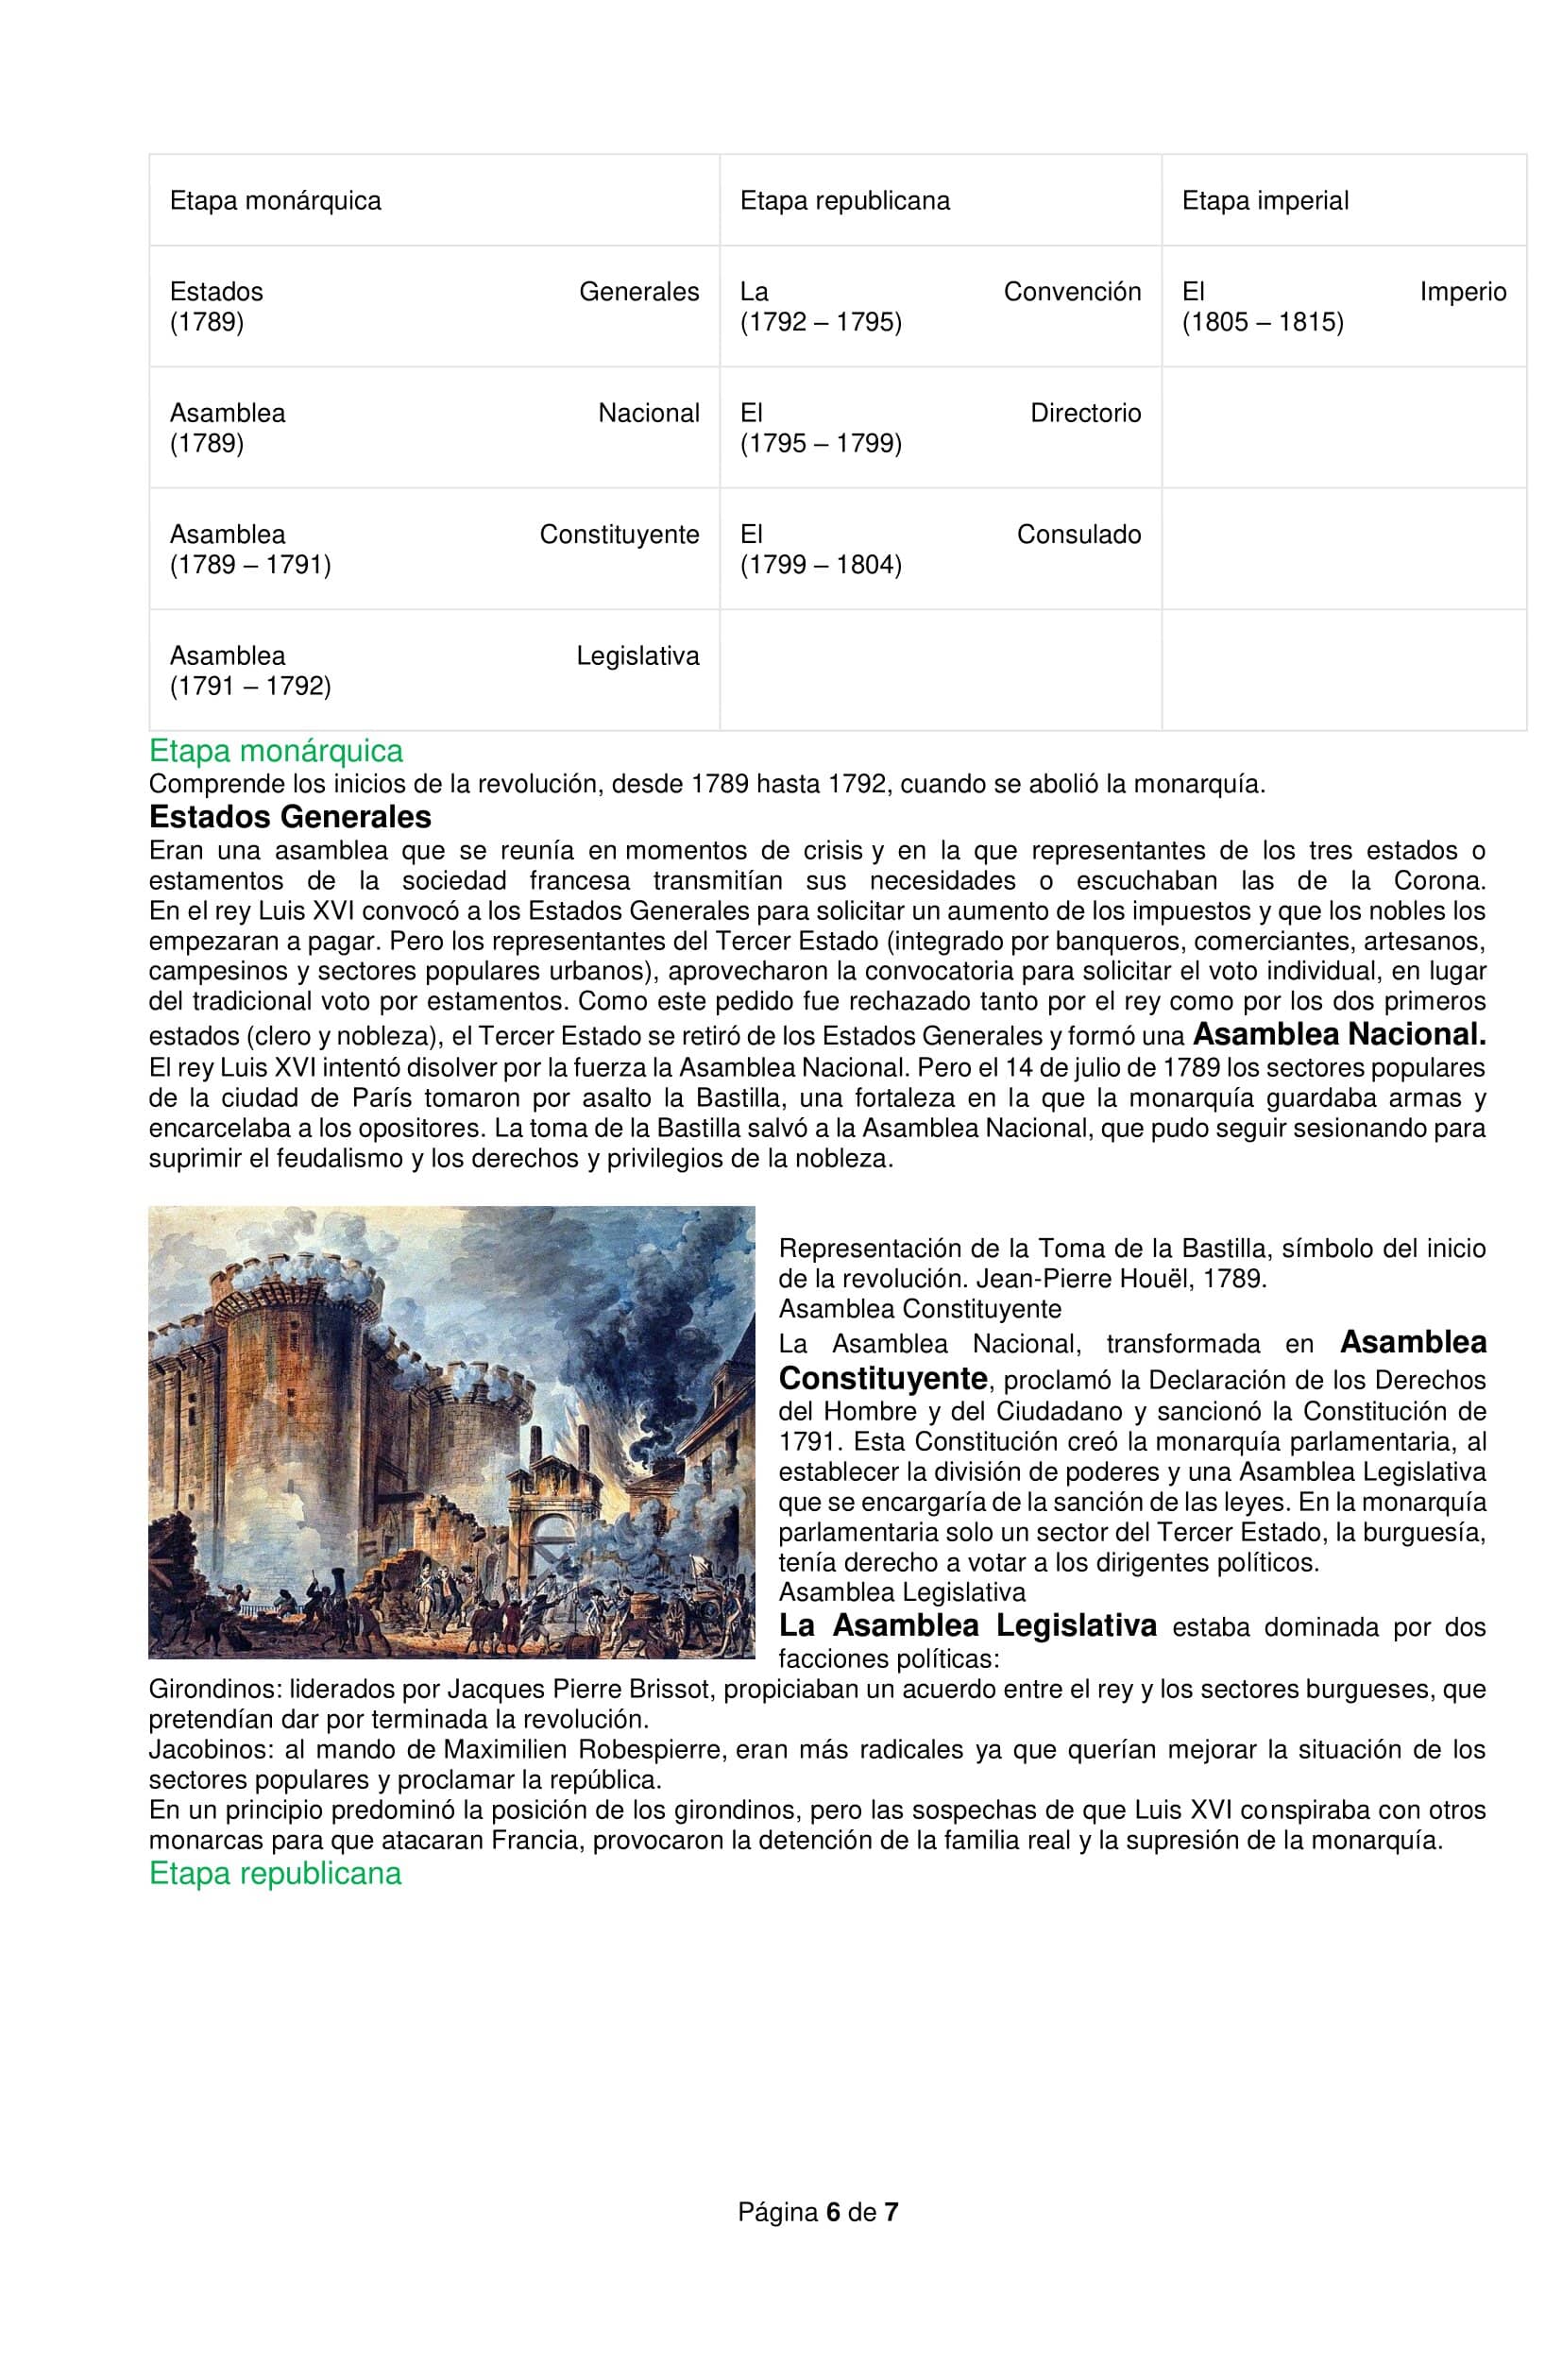 Etapa monárquica Etapa republicana Etapa imperial
Estados Generales La Convención El Imperio
(1789) (1792 – 1795) (1805 – 1815)
Asamblea Nacional El Directorio
(1789) (1795 – 1799)
Asamblea Constituyente El Consulado
(1789 – 1791) (1799 – 1804)
Asamblea Legislativa
(1791 – 1792)
Etapa monárquica
Comprende los inicios de la revolución, desde 1789 hasta 1792, cuando se abolió la monarquía.
Estados Generales
Eran una asamblea que se reunía en momentos de crisis y en la que representantes de los tres estados o
estamentos de la sociedad francesa transmitían sus necesidades o escuchaban las de la Corona.
En el rey Luis XVI convocó a los Estados Generales para solicitar un aumento de los impuestos y que los nobles los
empezaran a pagar. Pero los representantes del Tercer Estado (integrado por banqueros, comerciantes, artesanos,
campesinos y sectores populares urbanos), aprovecharon la convocatoria para solicitar el voto individual, en lugar
del tradicional voto por estamentos. Como este pedido fue rechazado tanto por el rey como por los dos primeros
estados (clero y nobleza), el Tercer Estado se retiró de los Estados Generales y formó una Asamblea Nacional.
El rey Luis XVI intentó disolver por la fuerza la Asamblea Nacional. Pero el 14 de julio de 1789 los sectores populares
de la ciudad de París tomaron por asalto la Bastilla, una fortaleza en la que la monarquía guardaba armas y
encarcelaba a los opositores. La toma de la Bastilla salvó a la Asamblea Nacional, que pudo seguir sesionando para
suprimir el feudalismo y los derechos y privilegios de la nobleza.
Representación de la Toma de la Bastilla, símbolo del inicio
de la revolución. Jean-Pierre Houël, 1789.
Asamblea Constituyente
La Asamblea Nacional, transformada en Asamblea
Constituyente, proclamó la Declaración de los Derechos
del Hombre y del Ciudadano y sancionó la Constitución de
1791. Esta Constitución creó la monarquía parlamentaria, al
establecer la división de poderes y una Asamblea Legislativa
que se encargaría de la sanción de las leyes. En la monarquía
parlamentaria solo un sector del Tercer Estado, la burguesía,
tenía derecho a votar a los dirigentes políticos.
Asamblea Legislativa
La Asamblea Legislativa estaba dominada por dos
facciones políticas:
Girondinos: liderados por Jacques Pierre Brissot, propiciaban un acuerdo entre el rey y los sectores burgueses, que
pretendían dar por terminada la revolución.
Jacobinos: al mando de Maximilien Robespierre, eran más radicales ya que querían mejorar la situación de los
sectores populares y proclamar la república.
En un principio predominó la posición de los girondinos, pero las sospechas de que Luis XVI conspiraba con otros
monarcas para que atacaran Francia, provocaron la detención de la familia real y la supresión de la monarquía.
Etapa republicana
Página 6 de 7